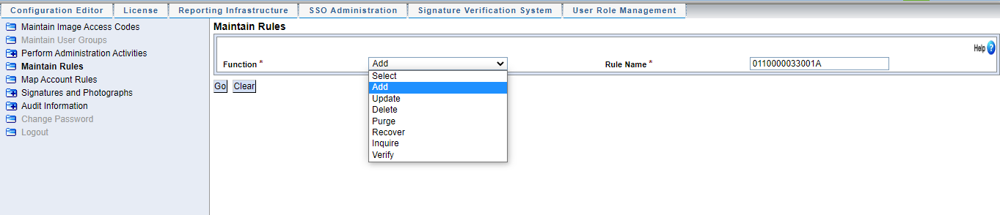 Configuration Editor License Reporting Infrastructure SSO Administration Signature Verification System User Role Management
Maintain Image Access Codes
Maintain User Groups
Perform Administration Activities
Maintain Rules
Map Account Rules
Signatures and Photographs
Audit Information
Change Password
Logout
Maintain Rules
Help ?
Function * Add Rule Name * 0110000033001A
Select
Add
Update
Delete
Purge
Recover
Inquire
Verify
Go Clear